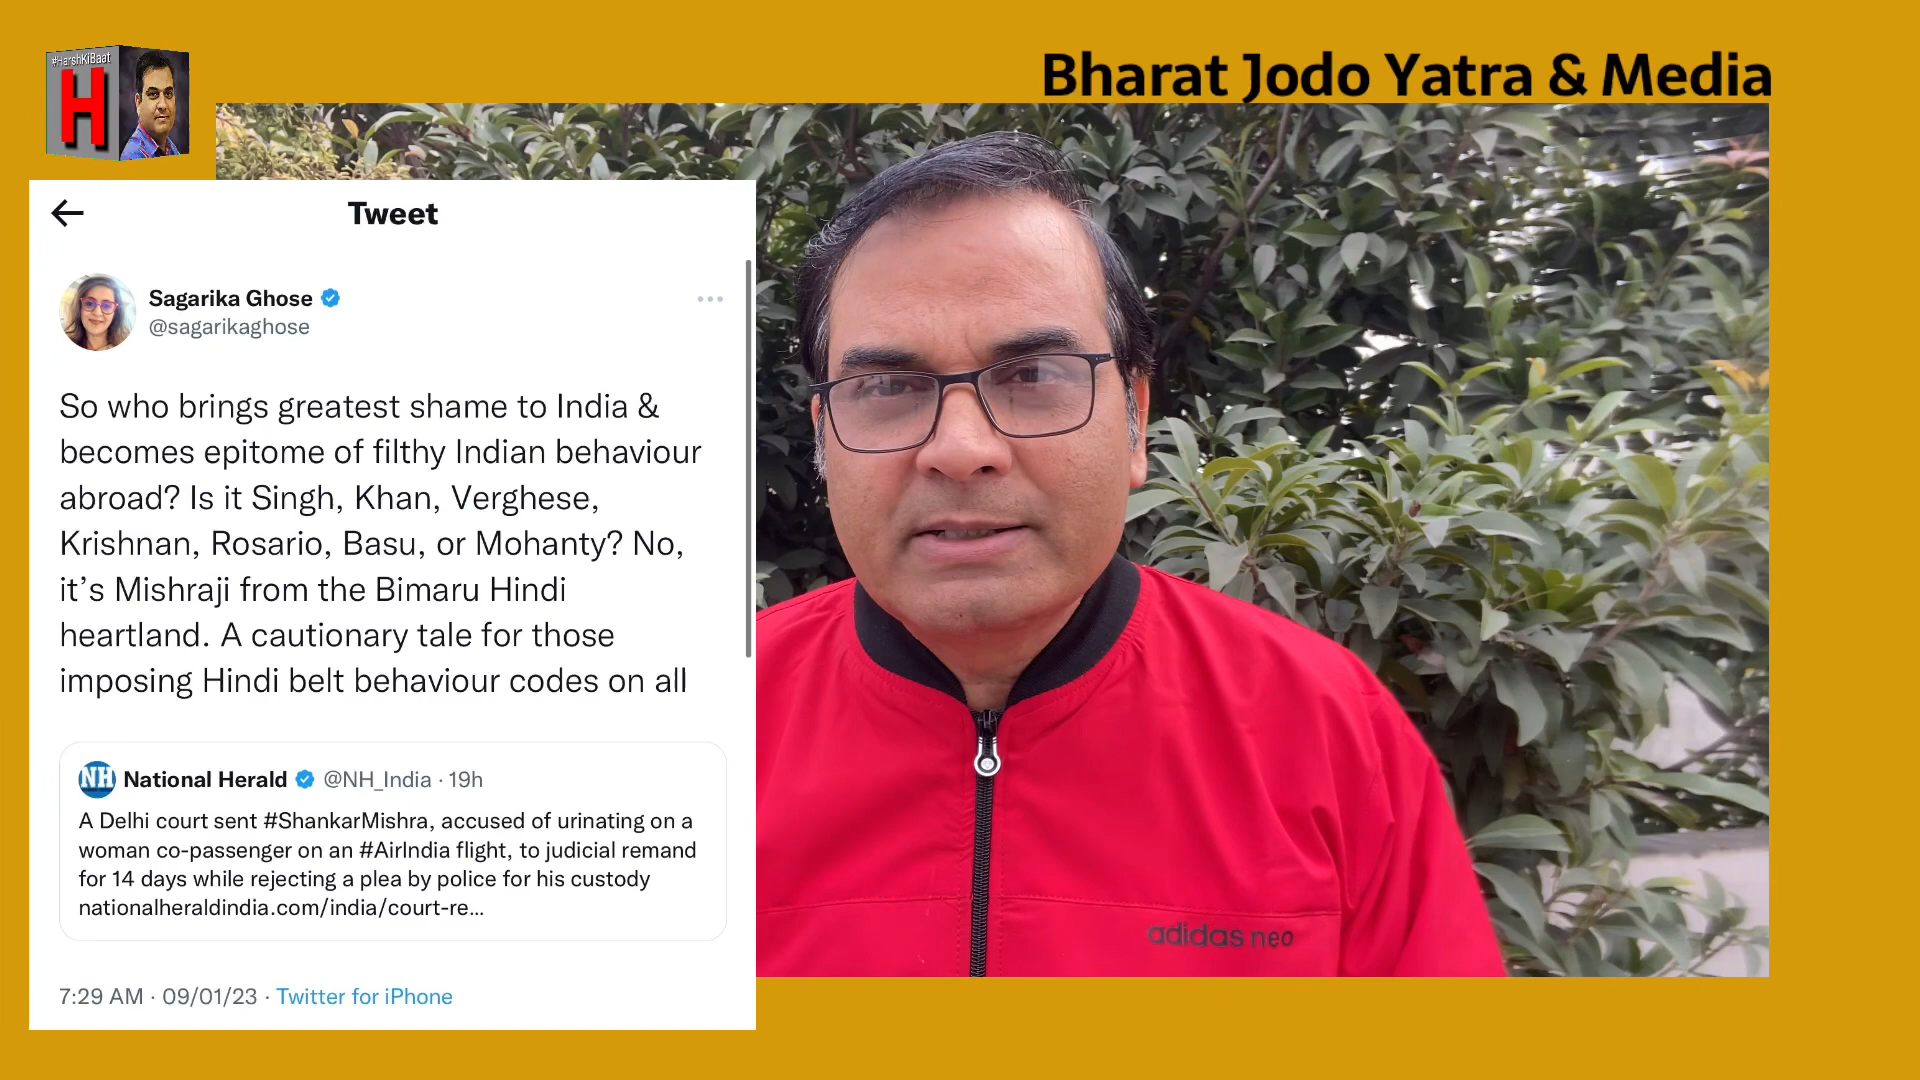 #HarshKiBaat
H
Bharat Jodo Yatra & Media
Tweet
Sagarika Ghose
@sagarikaghose
So who brings greatest shame to India &
becomes epitome of filthy Indian behaviour
abroad? Is it Singh, Khan, Verghese,
Krishnan, Rosario, Basu, or Mohanty? No,
it’s Mishraji from the Bimaru Hindi
heartland. A cautionary tale for those
imposing Hindi belt behaviour codes on all
NH
National Herald @NH_India · 19h
A Delhi court sent #ShankarMishra, accused of urinating on a
woman co-passenger on an #AirIndia flight, to judicial remand
for 14 days while rejecting a plea by police for his custody
nationalheraldindia.com/india/court-re...
7:29 AM · 09/01/23 · Twitter for iPhone
adidas neo